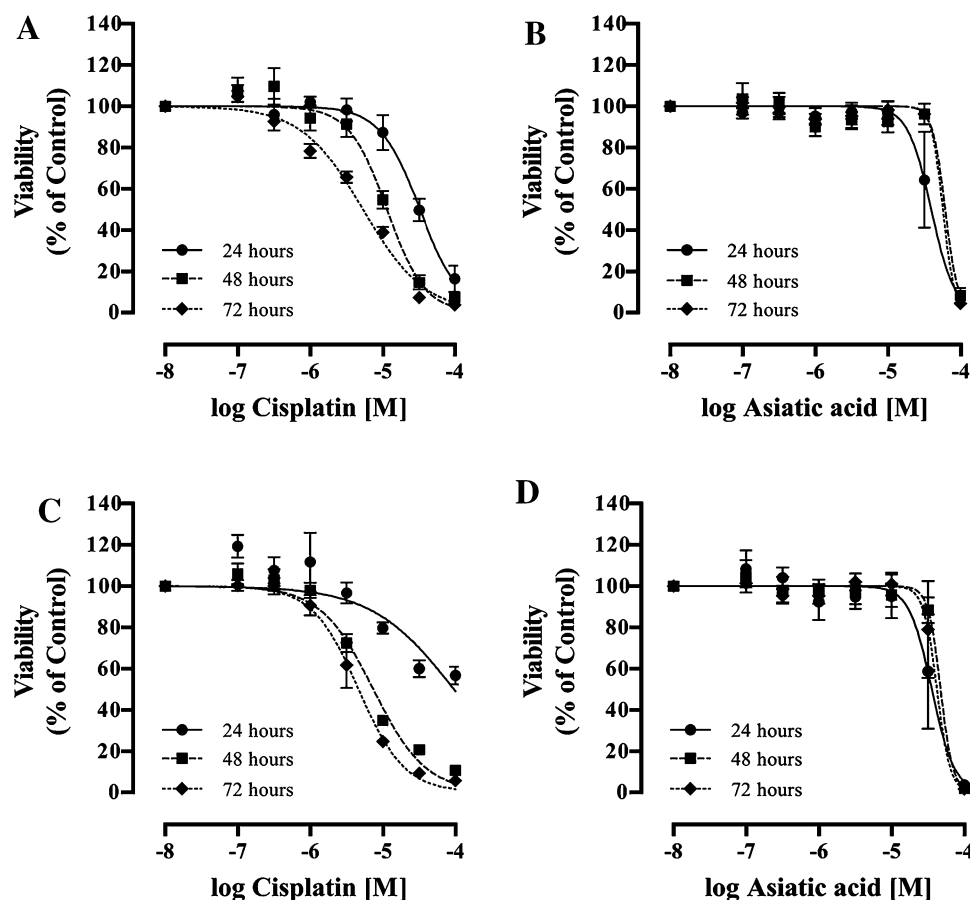 A
Viability
(% of Control)
140
120
100
80
60
40
20
0
24 hours
48 hours
72 hours
-8 -7 -6 -5 -4
log Cisplatin [M]
B
Viability
(% of Control)
140
120
100
80
60
40
20
0
24 hours
48 hours
72 hours
-8 -7 -6 -5 -4
log Asiatic acid [M]
C
Viability
(% of Control)
140
120
100
80
60
40
20
0
24 hours
48 hours
72 hours
-8 -7 -6 -5 -4
log Cisplatin [M]
D
Viability
(% of Control)
140
120
100
80
60
40
20
0
24 hours
48 hours
72 hours
-8 -7 -6 -5 -4
log Asiatic acid [M]